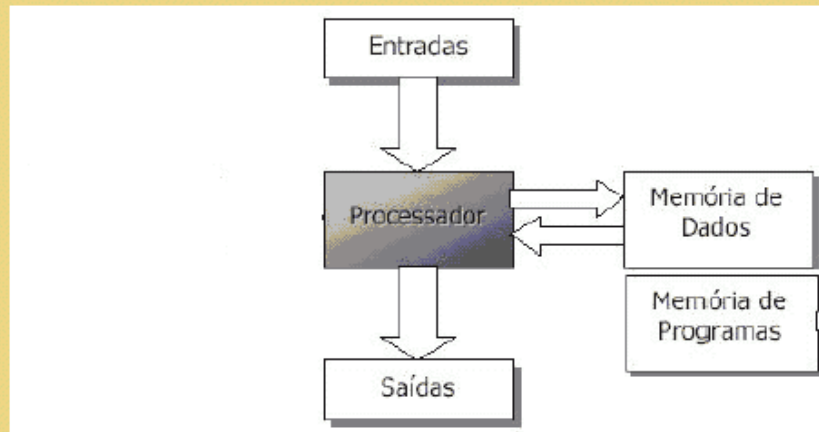 Entradas
Processador
Memória de
Dados
Memória de
Programas
Saídas